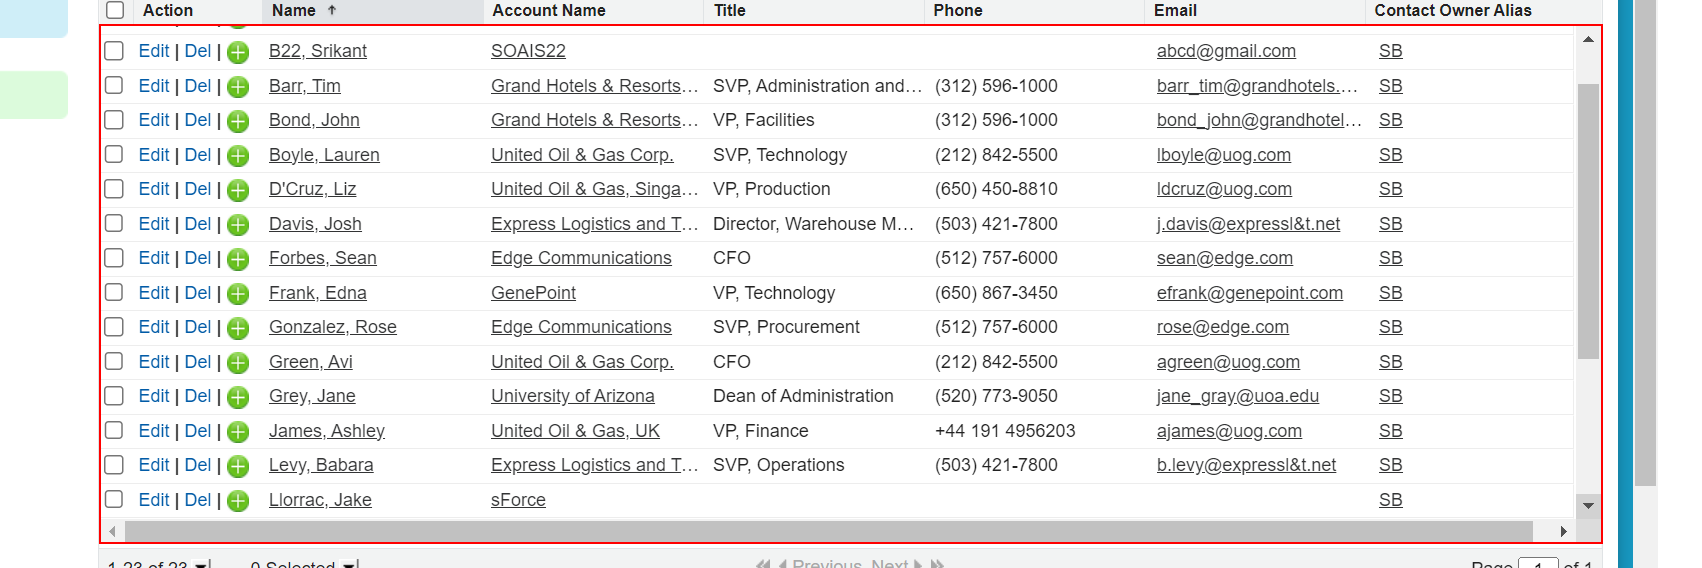 Action Name ↑ Account Name Title Phone Email Contact Owner Alias
Edit | Del | B22, Srikant SOAIS22 abcd@gmail.com SB
Edit | Del | Barr, Tim Grand Hotels & Resorts... SVP, Administration and... (312) 596-1000 barr_tim@grandhotels.... SB
Edit | Del | Bond, John Grand Hotels & Resorts... VP, Facilities (312) 596-1000 bond_john@grandhotel... SB
Edit | Del | Boyle, Lauren United Oil & Gas Corp. SVP, Technology (212) 842-5500 lboyle@uog.com SB
Edit | Del | D'Cruz, Liz United Oil & Gas, Singa... VP, Production (650) 450-8810 ldcruz@uog.com SB
Edit | Del | Davis, Josh Express Logistics and T... Director, Warehouse M... (503) 421-7800 j.davis@expressl&t.net SB
Edit | Del | Forbes, Sean Edge Communications CFO (512) 757-6000 sean@edge.com SB
Edit | Del | Frank, Edna GenePoint VP, Technology (650) 867-3450 efrank@genepoint.com SB
Edit | Del | Gonzalez, Rose Edge Communications SVP, Procurement (512) 757-6000 rose@edge.com SB
Edit | Del | Green, Avi United Oil & Gas Corp. CFO (212) 842-5500 agreen@uog.com SB
Edit | Del | Grey, Jane University of Arizona Dean of Administration (520) 773-9050 jane_gray@uoa.edu SB
Edit | Del | James, Ashley United Oil & Gas, UK VP, Finance +44 191 4956203 ajames@uog.com SB
Edit | Del | Levy, Babara Express Logistics and T... SVP, Operations (503) 421-7800 b.levy@expressl&t.net SB
Edit | Del | Llorrac, Jake sForce SB
1-23 of 23 0 Selected Previous Next Page 1 of 1